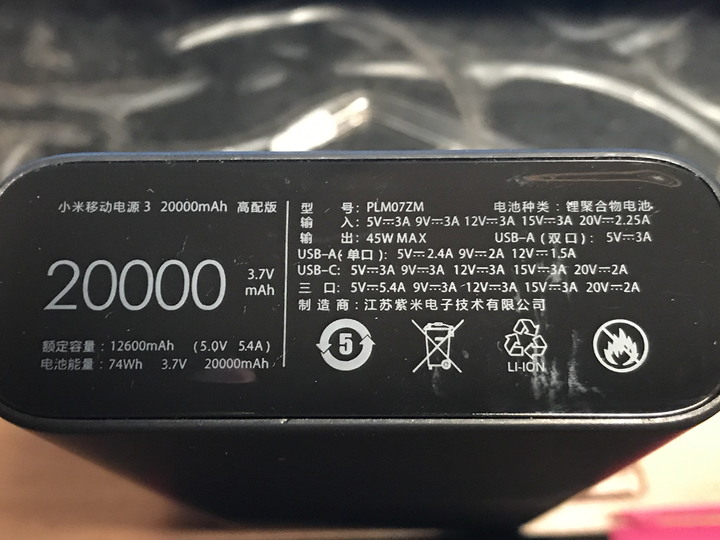 小米移动电源 3 20000mAh 高配版
20000 3.7V mAh
额定容量：12600mAh (5.0V 5.4A)
电池能量：74Wh 3.7V 20000mAh
型 号：PLM07ZM 电池种类：锂聚合物电池
输 入：5V⎓3A 9V⎓3A 12V⎓3A 15V⎓3A 20V⎓2.25A
输 出：45W MAX USB-A (双口)：5V⎓3A
USB-A(单口)：5V⎓2.4A 9V⎓2A 12V⎓1.5A
USB-C：5V⎓3A 9V⎓3A 12V⎓3A 15V⎓3A 20V⎓2A
三 口：5V⎓5.4A 9V⎓3A 12V⎓3A 15V⎓3A 20V⎓2A
制 造 商：江苏紫米电子技术有限公司
5
LI-ION